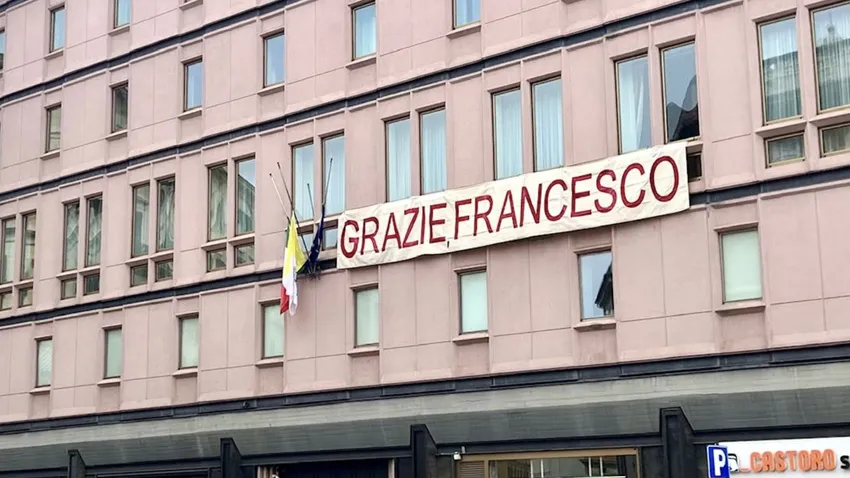 GRAZIE, FRANCESCO
P
CASTORO S